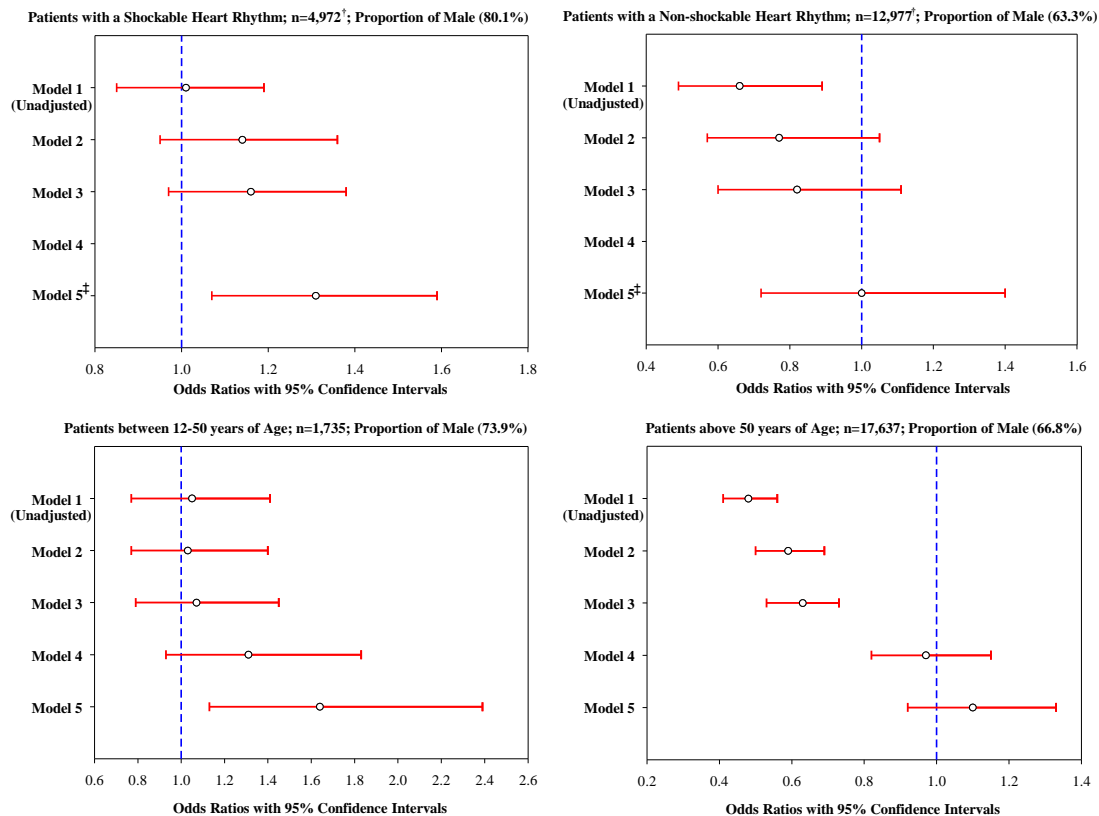 Patients with a Shockable Heart Rhythm; n=4,972†; Proportion of Male (80.1%)
Model 1
(Unadjusted)
Model 2
Model 3
Model 4
Model 5‡
0.8 1.0 1.2 1.4 1.6 1.8
Odds Ratios with 95% Confidence Intervals
Patients with a Non-shockable Heart Rhythm; n=12,977†; Proportion of Male (63.3%)
Model 1
(Unadjusted)
Model 2
Model 3
Model 4
Model 5‡
0.4 0.6 0.8 1.0 1.2 1.4 1.6
Odds Ratios with 95% Confidence Intervals
Patients between 12-50 years of Age; n=1,735; Proportion of Male (73.9%)
Model 1
(Unadjusted)
Model 2
Model 3
Model 4
Model 5
0.6 0.8 1.0 1.2 1.4 1.6 1.8 2.0 2.2 2.4 2.6
Odds Ratios with 95% Confidence Intervals
Patients above 50 years of Age; n=17,637; Proportion of Male (66.8%)
Model 1
(Unadjusted)
Model 2
Model 3
Model 4
Model 5
0.2 0.4 0.6 0.8 1.0 1.2 1.4
Odds Ratios with 95% Confidence Intervals